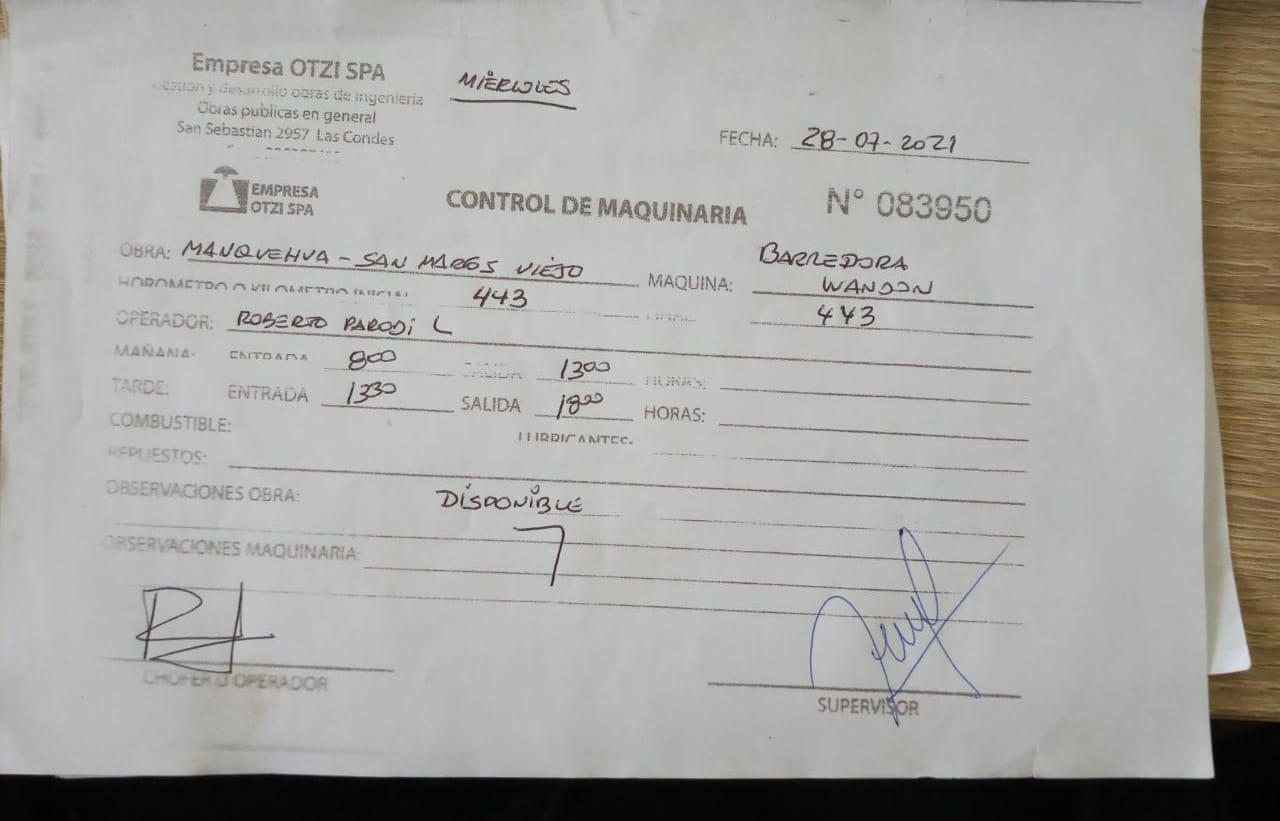 Empresa OTZI SPA
MIÉRCOLES
Gestión y desarrollo obras de ingenieria
Obras publicas en general
San Sebastian 2957 Las Condes
FECHA: 28-07-2021
EMPRESA
OTZI SPA
CONTROL DE MAQUINARIA
N° 083950
OBRA: MANQUEHUA - SAN MARCOS VIEJO MAQUINA: BARREDORA
WANDON
HOROMETRO O KILOMETRO INICIAL 443 443
OPERADOR: ROBERTO PARODI L
MAÑANA: ENTRADA 800 SALIDA 1300 HORAS:
TARDE: ENTRADA 1330 SALIDA 1800 HORAS:
COMBUSTIBLE: LUBRICANTES:
REPUESTOS:
OBSERVACIONES OBRA: DISPONIBLE
OBSERVACIONES MAQUINARIA:
CHOFER O OPERADOR
SUPERVISOR